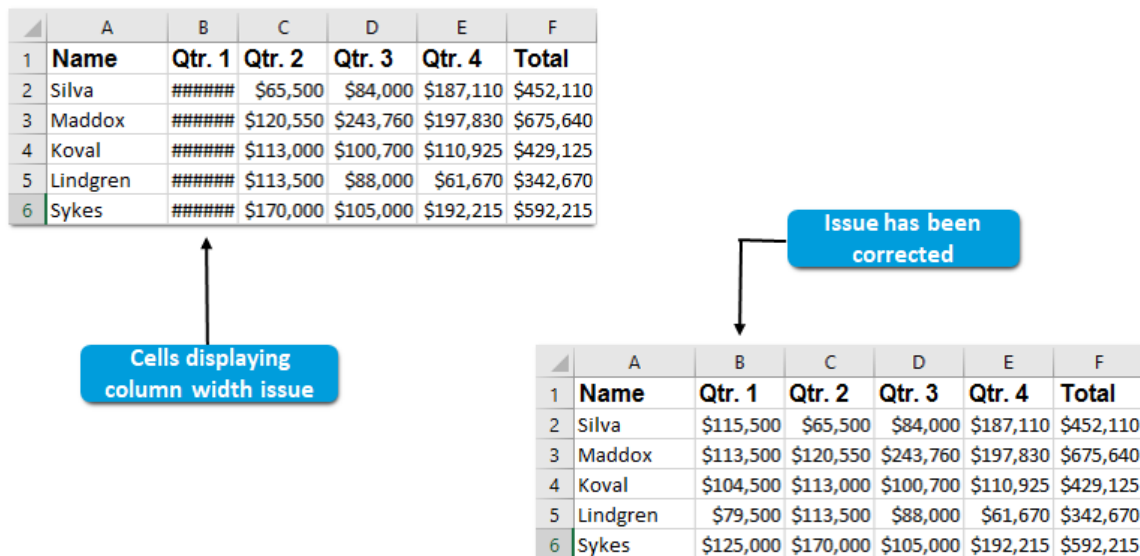 A B C D E F
1 Name Qtr. 1 Qtr. 2 Qtr. 3 Qtr. 4 Total
2 Silva ###### $65,500 $84,000 $187,110 $452,110
3 Maddox ###### $120,550 $243,760 $197,830 $675,640
4 Koval ###### $113,000 $100,700 $110,925 $429,125
5 Lindgren ###### $113,500 $88,000 $61,670 $342,670
6 Sykes ###### $170,000 $105,000 $192,215 $592,215
Issue has been
corrected
Cells displaying
column width issue
A B C D E F
1 Name Qtr. 1 Qtr. 2 Qtr. 3 Qtr. 4 Total
2 Silva $115,500 $65,500 $84,000 $187,110 $452,110
3 Maddox $113,500 $120,550 $243,760 $197,830 $675,640
4 Koval $104,500 $113,000 $100,700 $110,925 $429,125
5 Lindgren $79,500 $113,500 $88,000 $61,670 $342,670
6 Sykes $125,000 $170,000 $105,000 $192,215 $592,215